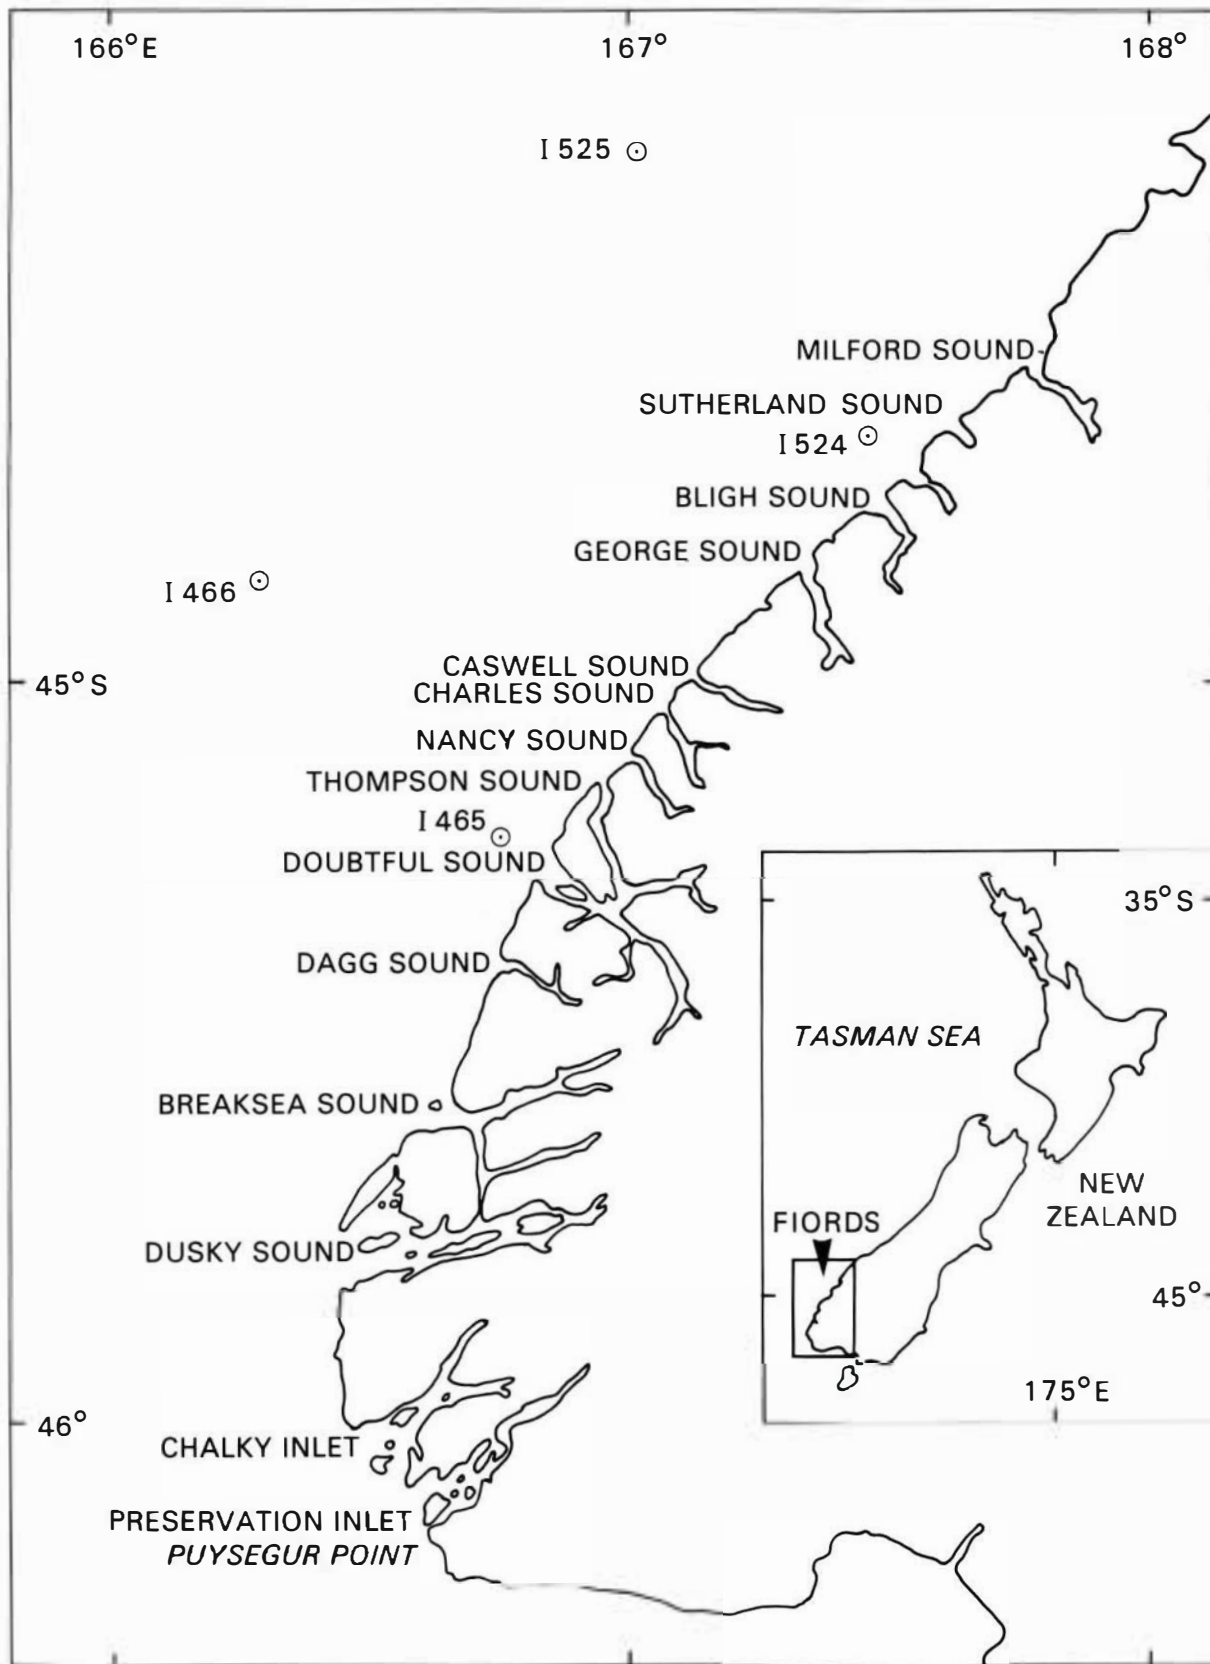 166°E
167°
168°
I 525
MILFORD SOUND
SUTHERLAND SOUND
I 524
BLIGH SOUND
GEORGE SOUND
I 466
CASWELL SOUND
45°S
CHARLES SOUND
NANCY SOUND
THOMPSON SOUND
I 465
DOUBTFUL SOUND
35°S
DAGG SOUND
TASMAN SEA
BREAKSEA SOUND
NEW
ZEALAND
FIORDS
DUSKY SOUND
45°
175°E
46°
CHALKY INLET
PRESERVATION INLET
PUYSEGUR POINT